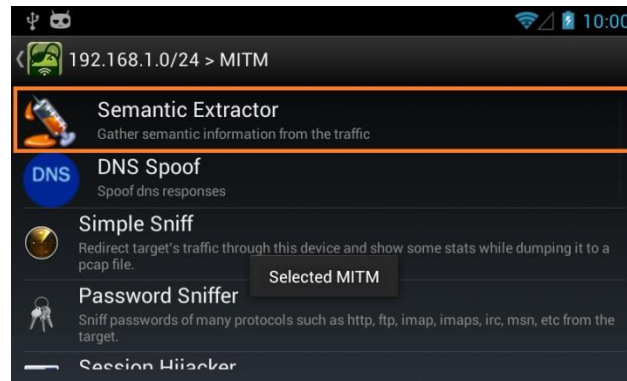 10:00
192.168.1.0/24 > MITM
Semantic Extractor
Gather semantic information from the traffic
DNS
DNS Spoof
Spoof dns responses
Simple Sniff
Redirect target's traffic through this device and show some stats while dumping it to a
pcap file.
Selected MITM
Password Sniffer
Sniff passwords of many protocols such as http, ftp, imap, imaps, irc, msn, etc from the
target.
Session Hijacker